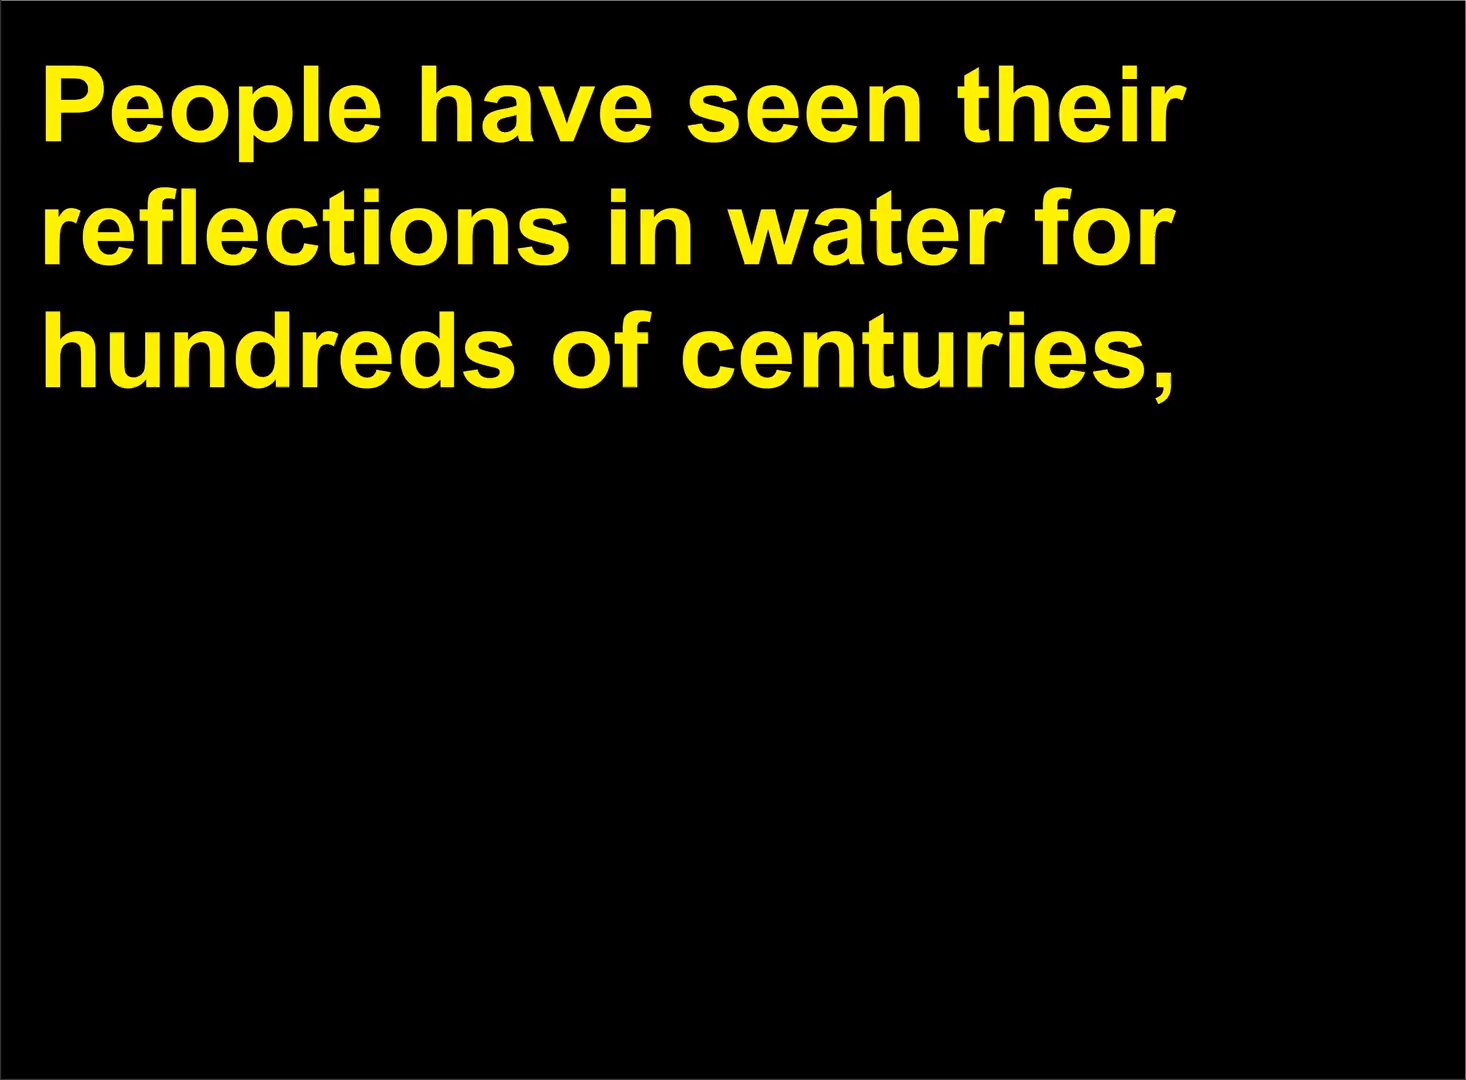 People have seen their
reflections in water for
hundreds of centuries,